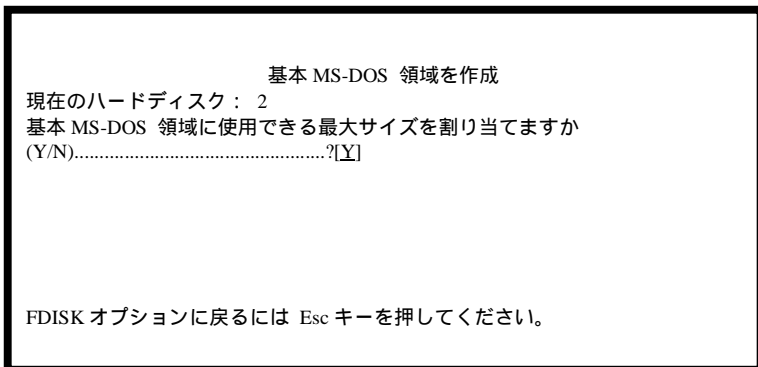 基本 MS-DOS 領域を作成
現在のハードディスク： 2
基本 MS-DOS 領域に使用できる最大サイズを割り当てますか
(Y/N)..................................................?[Y]
FDISK オプションに戻るには Esc キーを押してください。